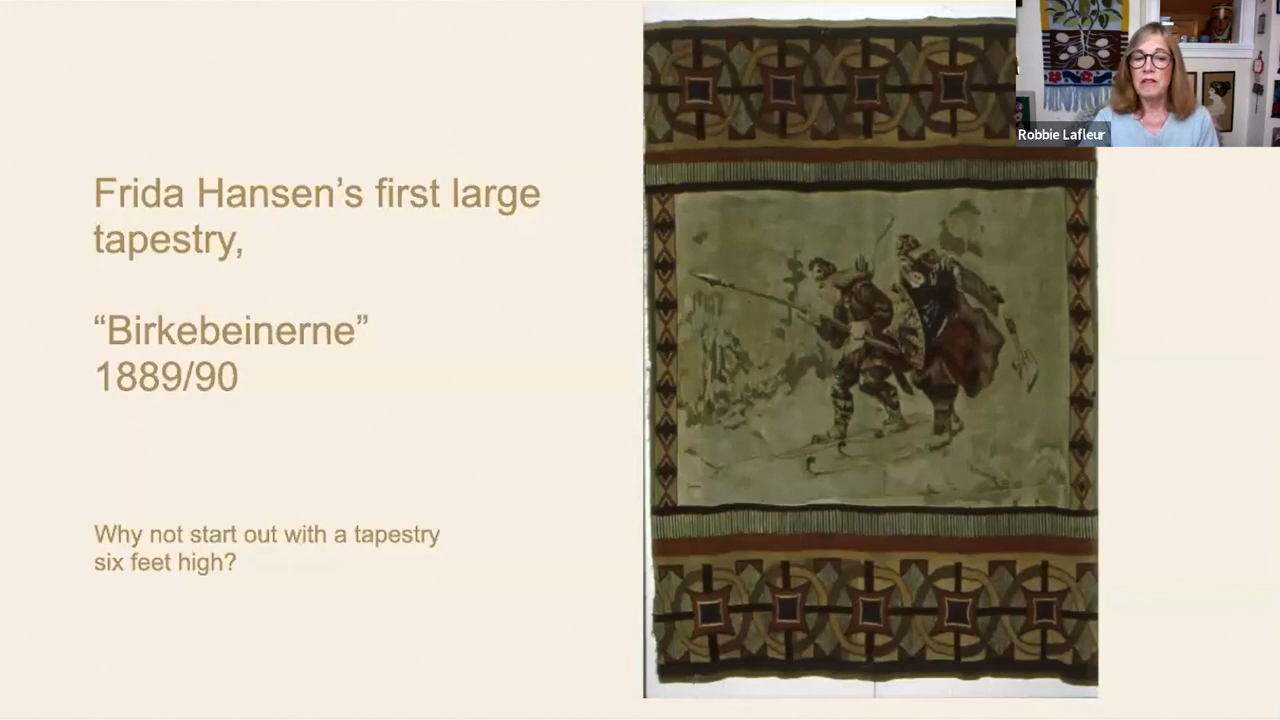 Frida Hansen’s first large
tapestry,
“Birkebeinerne”
1889/90
Why not start out with a tapestry
six feet high?
Robbie Lafleur